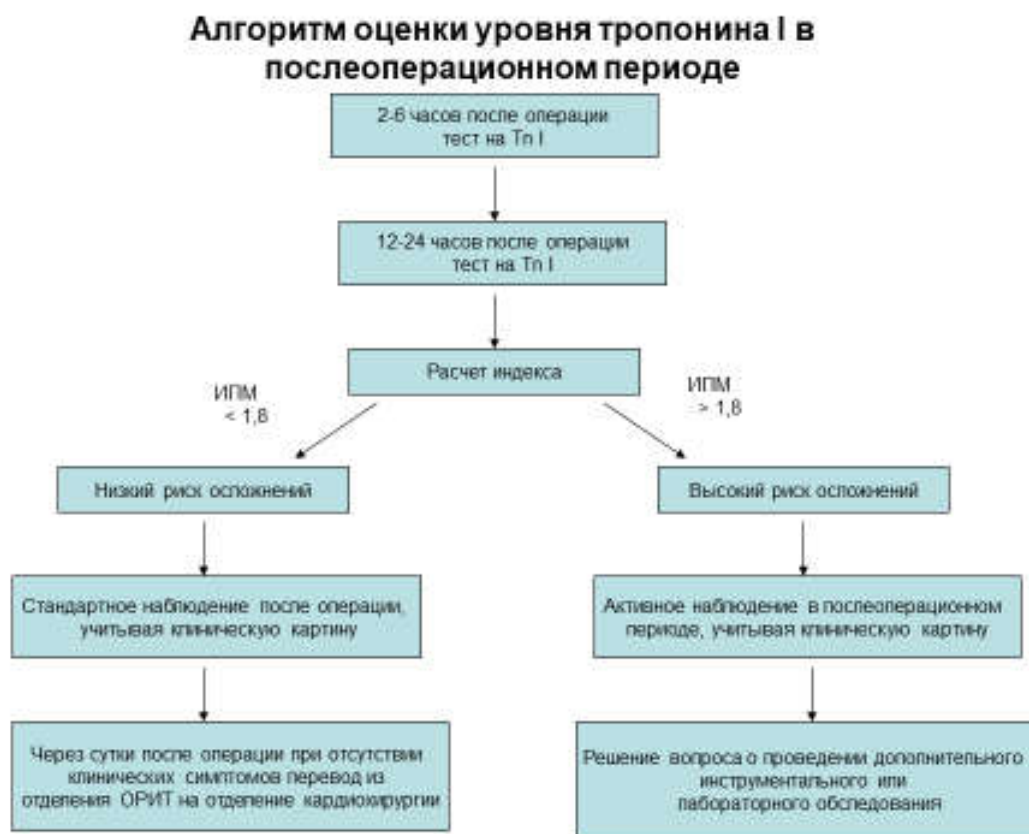 Алгоритм оценки уровня тропонина I в
послеоперационном периоде
2-6 часов после операции
тест на Tn I
12-24 часов после операции
тест на Tn I
Расчет индекса
ИПМ
< 1,8
ИПМ
> 1,8
Низкий риск осложнений
Высокий риск осложнений
Стандартное наблюдение после операции,
учитывая клиническую картину
Активное наблюдение в послеоперационном
периоде, учитывая клиническую картину
Через сутки после операции при отсутствии
клинических симптомов перевод из
отделения ОРИТ на отделение кардиохирургии
Решение вопроса о проведении дополнительного
инструментального или
лабораторного обследования